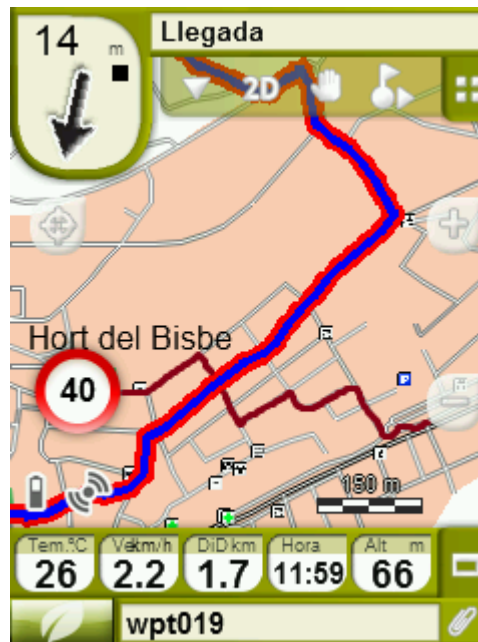 14 m
Llegada
2D
Hort del Bisbe
40
P
180 m
Tem.ºC
Vel km/h
DiD km
Hora
Alt m
26
2.2
1.7
11:59
66
wpt019